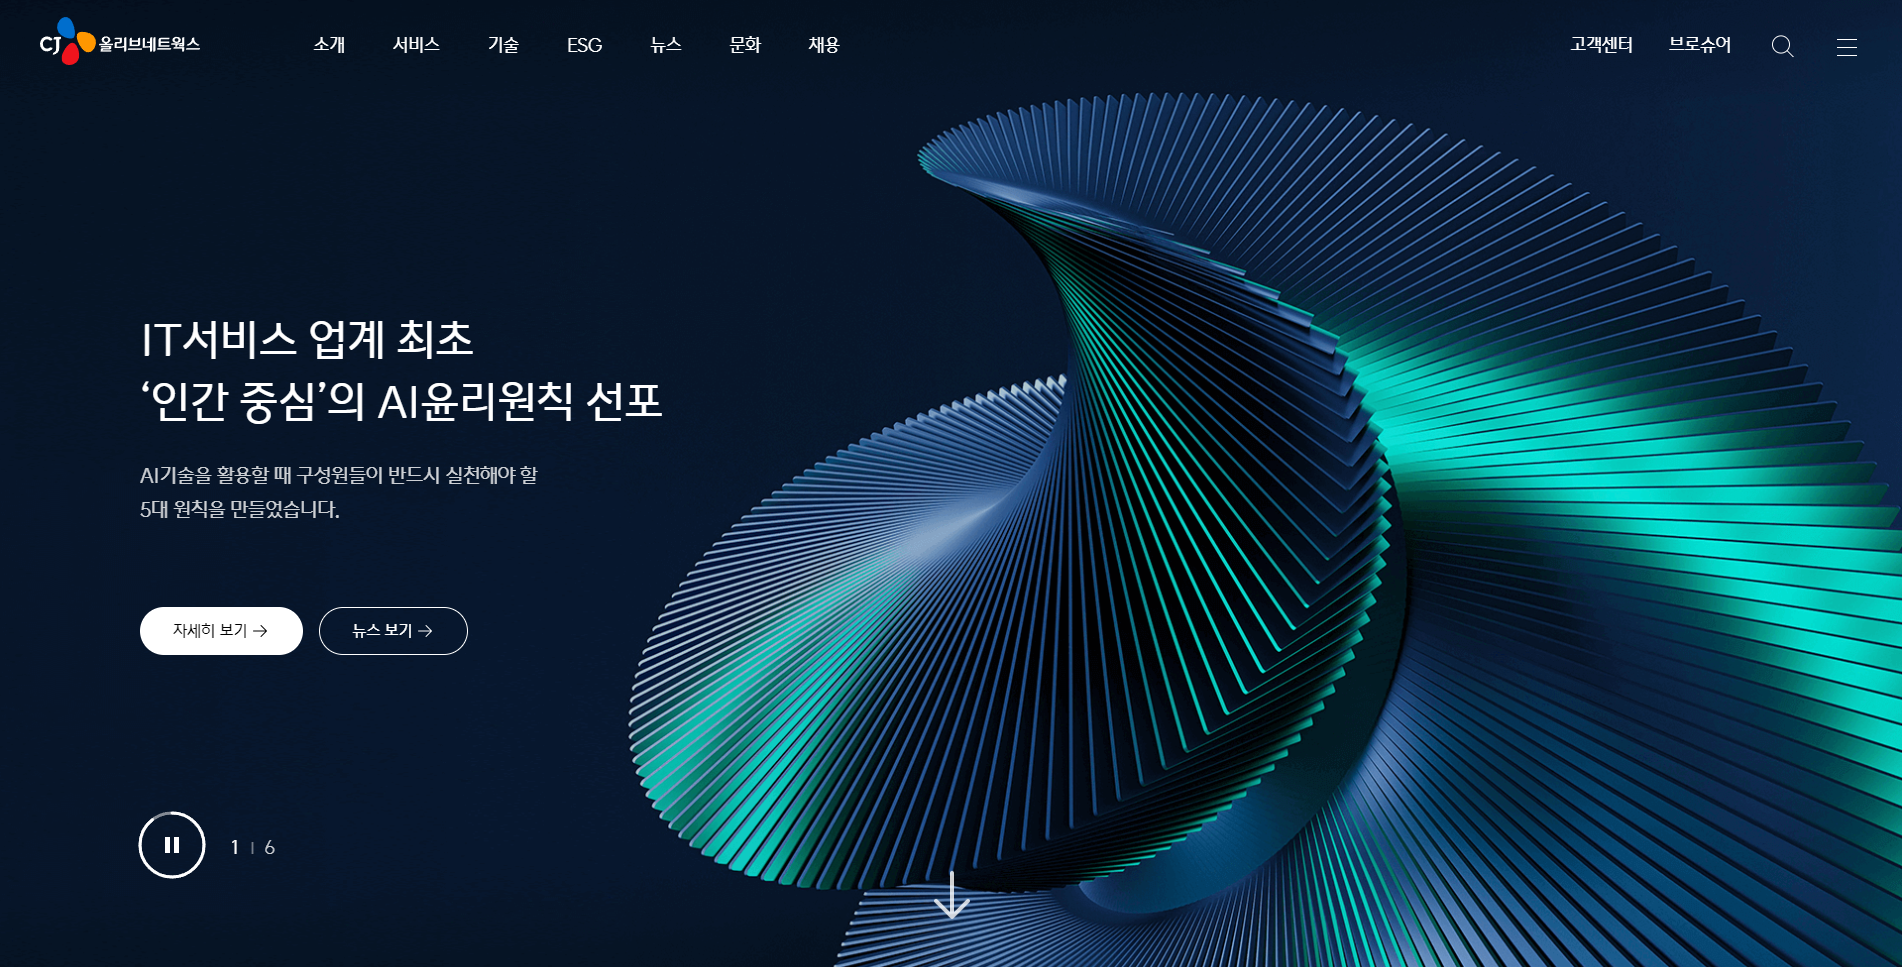 CJ 올리브네트웍스
소개 서비스 기술 ESG 뉴스 문화 채용
고객센터 브로슈어
IT서비스 업계 최초
‘인간 중심’의 AI윤리원칙 선포
AI기술을 활용할 때 구성원들이 반드시 실천해야 할
5대 원칙을 만들었습니다.
자세히 보기 → 뉴스 보기 →
1 | 6